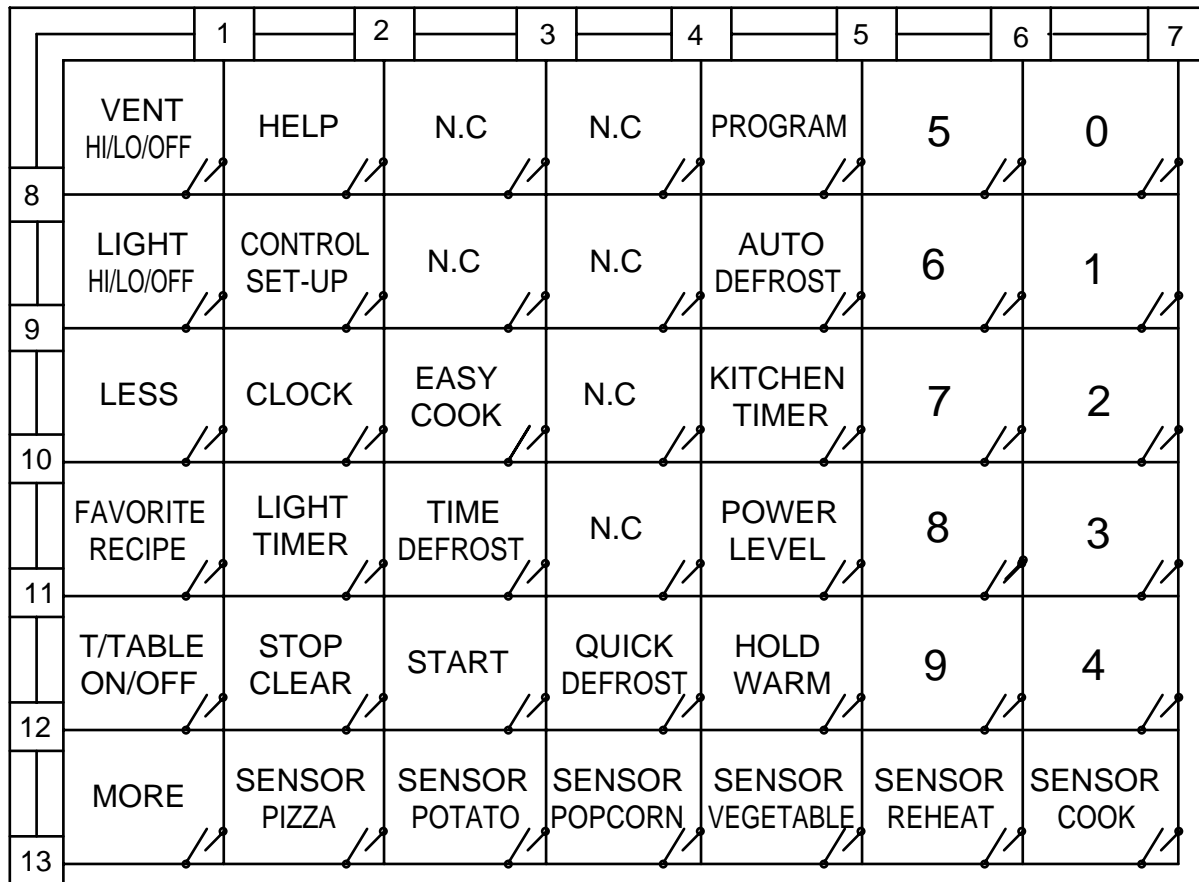 1 2 3 4 5 6 7
VENT HELP N.C N.C PROGRAM 5 0
HI/LO/OFF
8
LIGHT CONTROL N.C N.C AUTO 6 1
HI/LO/OFF SET-UP DEFROST
9
LESS CLOCK EASY N.C KITCHEN 7 2
COOK TIMER
10
FAVORITE LIGHT TIME N.C POWER 8 3
RECIPE TIMER DEFROST LEVEL
11
T/TABLE STOP START QUICK HOLD 9 4
ON/OFF CLEAR DEFROST WARM
12
MORE SENSOR SENSOR SENSOR SENSOR SENSOR SENSOR
PIZZA POTATO POPCORN VEGETABLE REHEAT COOK
13